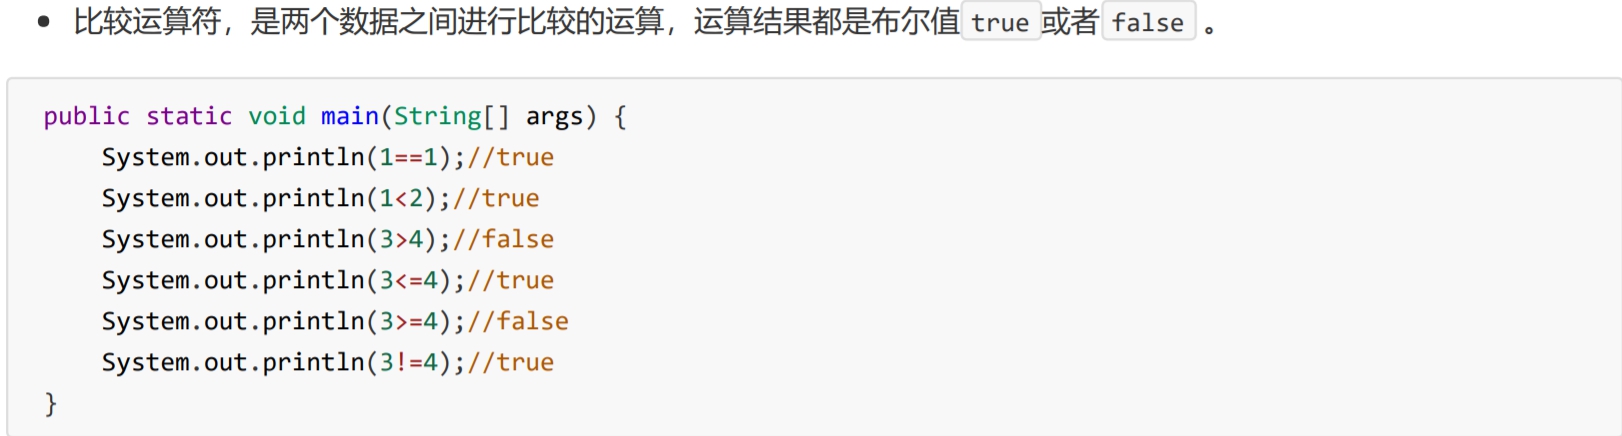 比较运算符，是两个数据之间进行比较的运算，运算结果都是布尔值 true 或者 false 。
public static void main(String[] args) {
    System.out.println(1==1);//true
    System.out.println(1<2);//true
    System.out.println(3>4);//false
    System.out.println(3<=4);//true
    System.out.println(3>=4);//false
    System.out.println(3!=4);//true
}